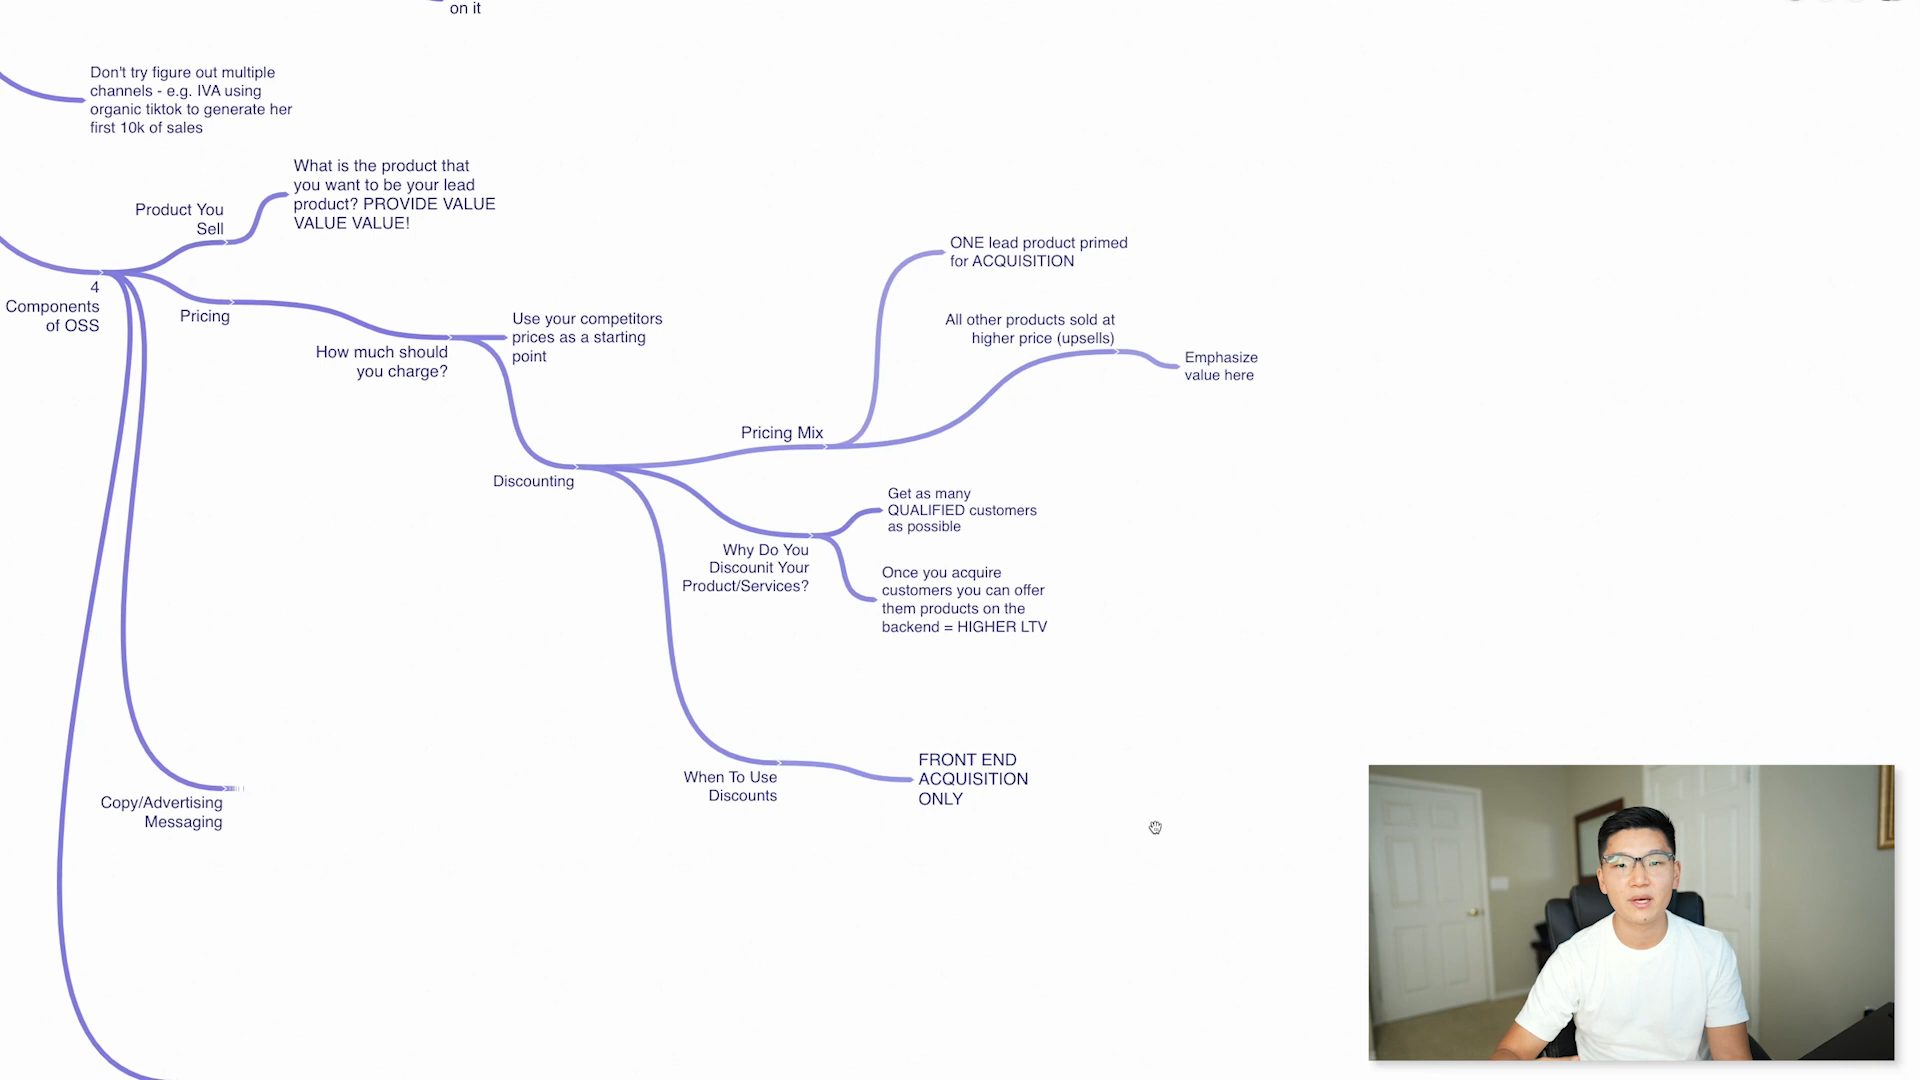 on it
Don't try figure out multiple
channels - e.g. IVA using
organic tiktok to generate her
first 10k of sales
What is the product that
you want to be your lead
product? PROVIDE VALUE
VALUE VALUE!
Product You
Sell
4
Components
of OSS
Pricing
How much should
you charge?
Use your competitors
prices as a starting
point
Discounting
Pricing Mix
ONE lead product primed
for ACQUISITION
All other products sold at
higher price (upsells)
Emphasize
value here
Why Do You
Discounit Your
Product/Services?
Get as many
QUALIFIED customers
as possible
Once you acquire
customers you can offer
them products on the
backend = HIGHER LTV
When To Use
Discounts
FRONT END
ACQUISITION
ONLY
Copy/Advertising
Messaging